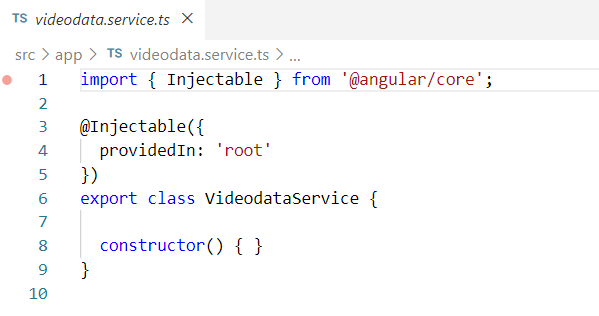 TS videodata.service.ts ×
src > app > TS videodata.service.ts > ...
1 import { Injectable } from '@angular/core';
2
3 @Injectable({
4   providedIn: 'root'
5 })
6 export class VideodataService {
7
8   constructor() { }
9 }
10